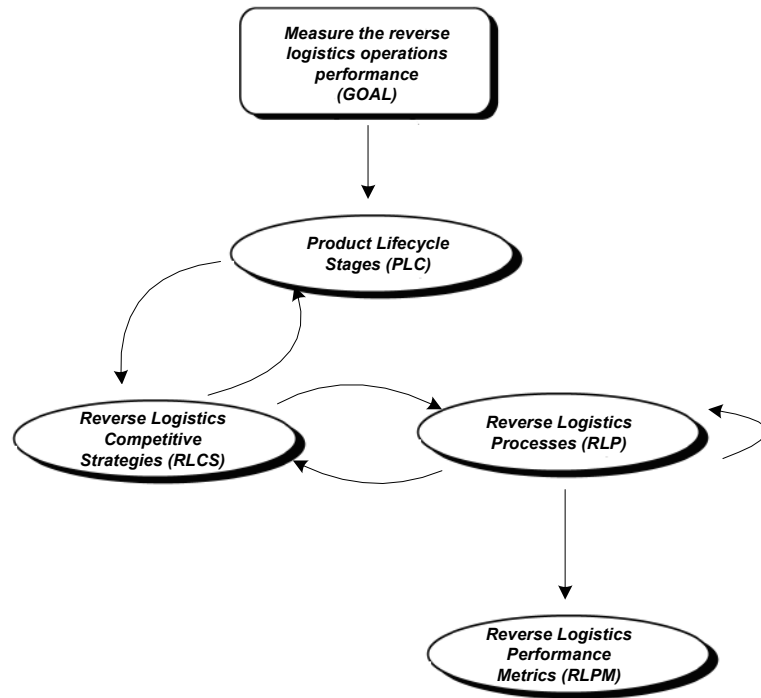 Measure the reverse
logistics operations
performance
(GOAL)
Product Lifecycle
Stages (PLC)
Reverse Logistics
Competitive
Strategies (RLCS)
Reverse Logistics
Processes (RLP)
Reverse Logistics
Performance
Metrics (RLPM)